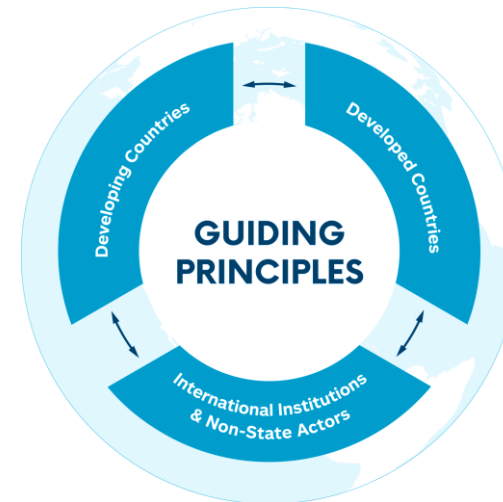 Developing Countries
Developed Countries
GUIDING
PRINCIPLES
International Institutions
& Non-State Actors